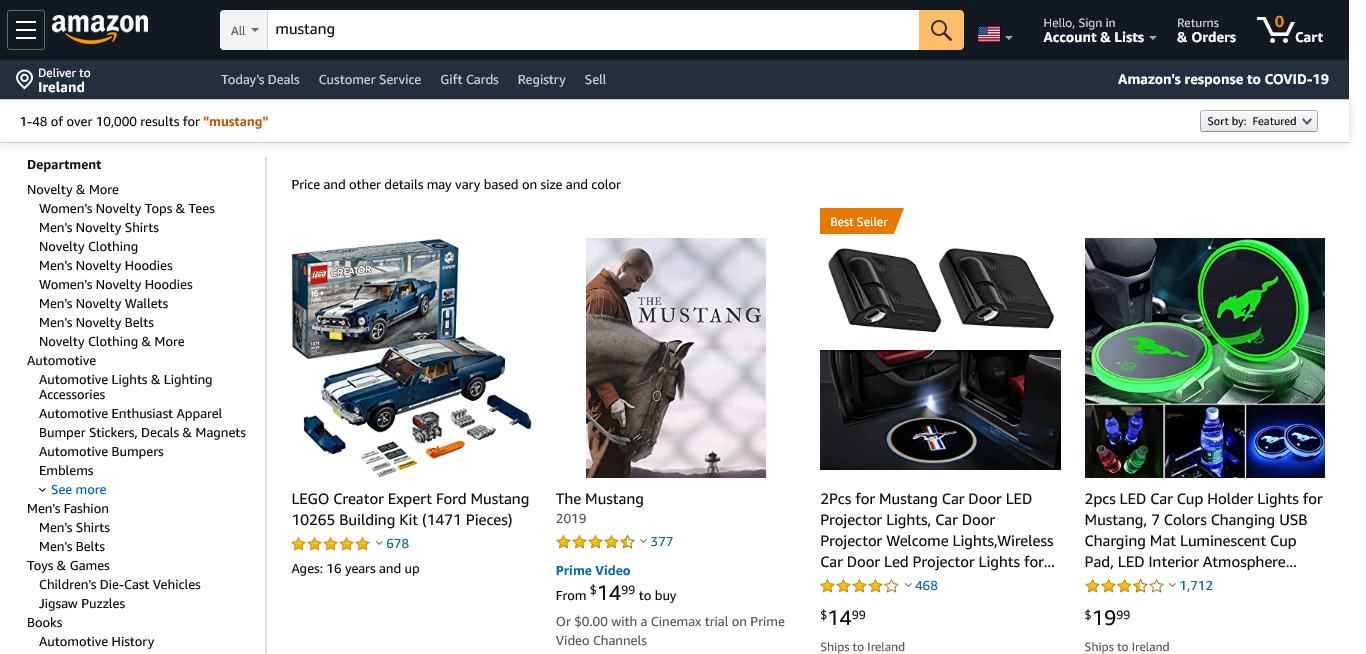 amazon
All
mustang
Hello, Sign in
Account & Lists
Returns
& Orders
0
Cart
Deliver to
Ireland
Today's Deals
Customer Service
Gift Cards
Registry
Sell
Amazon's response to COVID-19
1-48 of over 10,000 results for "mustang"
Sort by: Featured
Department
Novelty & More
Women's Novelty Tops & Tees
Men's Novelty Shirts
Novelty Clothing
Men's Novelty Hoodies
Women's Novelty Hoodies
Men's Novelty Wallets
Men's Novelty Belts
Novelty Clothing & More
Automotive
Automotive Lights & Lighting
Accessories
Automotive Enthusiast Apparel
Bumper Stickers, Decals & Magnets
Automotive Bumpers
Emblems
See more
Men's Fashion
Men's Shirts
Men's Belts
Toys & Games
Children's Die-Cast Vehicles
Jigsaw Puzzles
Books
Automotive History
Price and other details may vary based on size and color
LEGO
CREATOR
EXPERT
16+
LEGO Creator Expert Ford Mustang
10265 Building Kit (1471 Pieces)
678
Ages: 16 years and up
THE
MUSTANG
The Mustang
2019
377
Prime Video
From $1499 to buy
Or $0.00 with a Cinemax trial on Prime
Video Channels
Best Seller
2Pcs for Mustang Car Door LED
Projector Lights, Car Door
Projector Welcome Lights,Wireless
Car Door Led Projector Lights for...
468
$1499
Ships to Ireland
2pcs LED Car Cup Holder Lights for
Mustang, 7 Colors Changing USB
Charging Mat Luminescent Cup
Pad, LED Interior Atmosphere...
1,712
$1999
Ships to Ireland